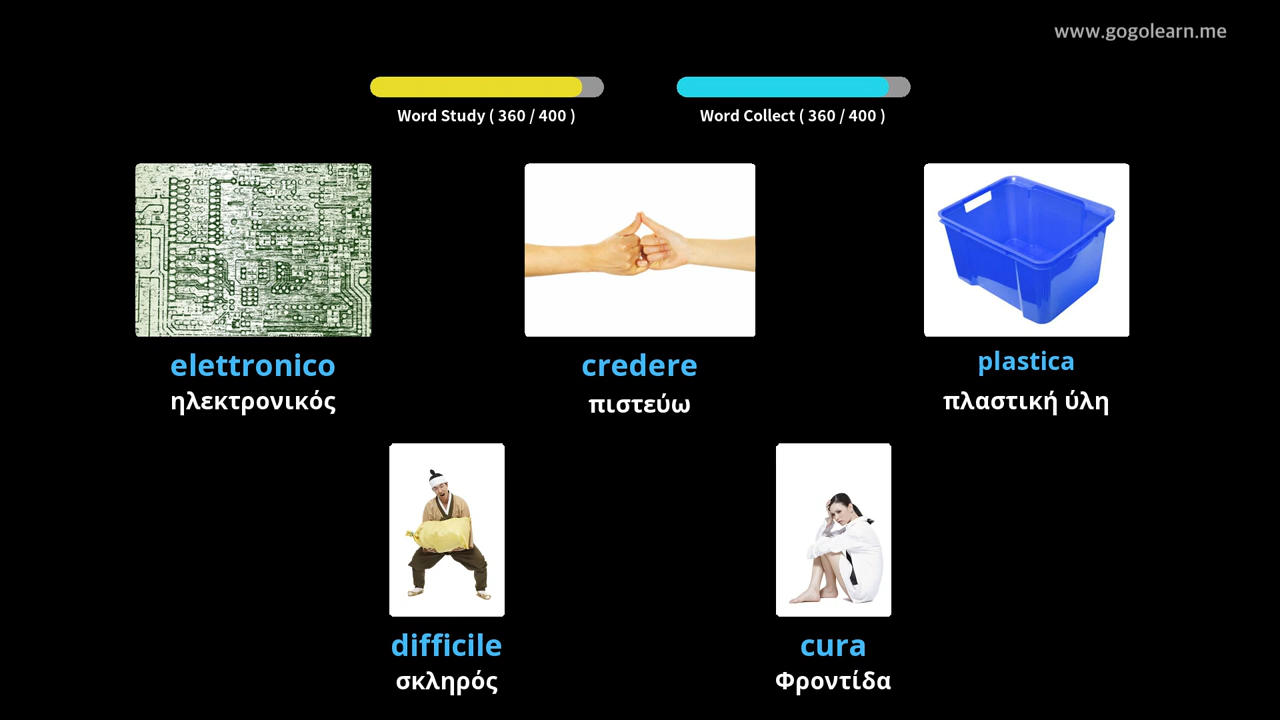 www.gogolearn.me
Word Study ( 360 / 400 )
Word Collect ( 360 / 400 )
elettronico
ηλεκτρονικός
credere
πιστεύω
plastica
πλαστική ύλη
difficile
σκληρός
cura
Φροντίδα